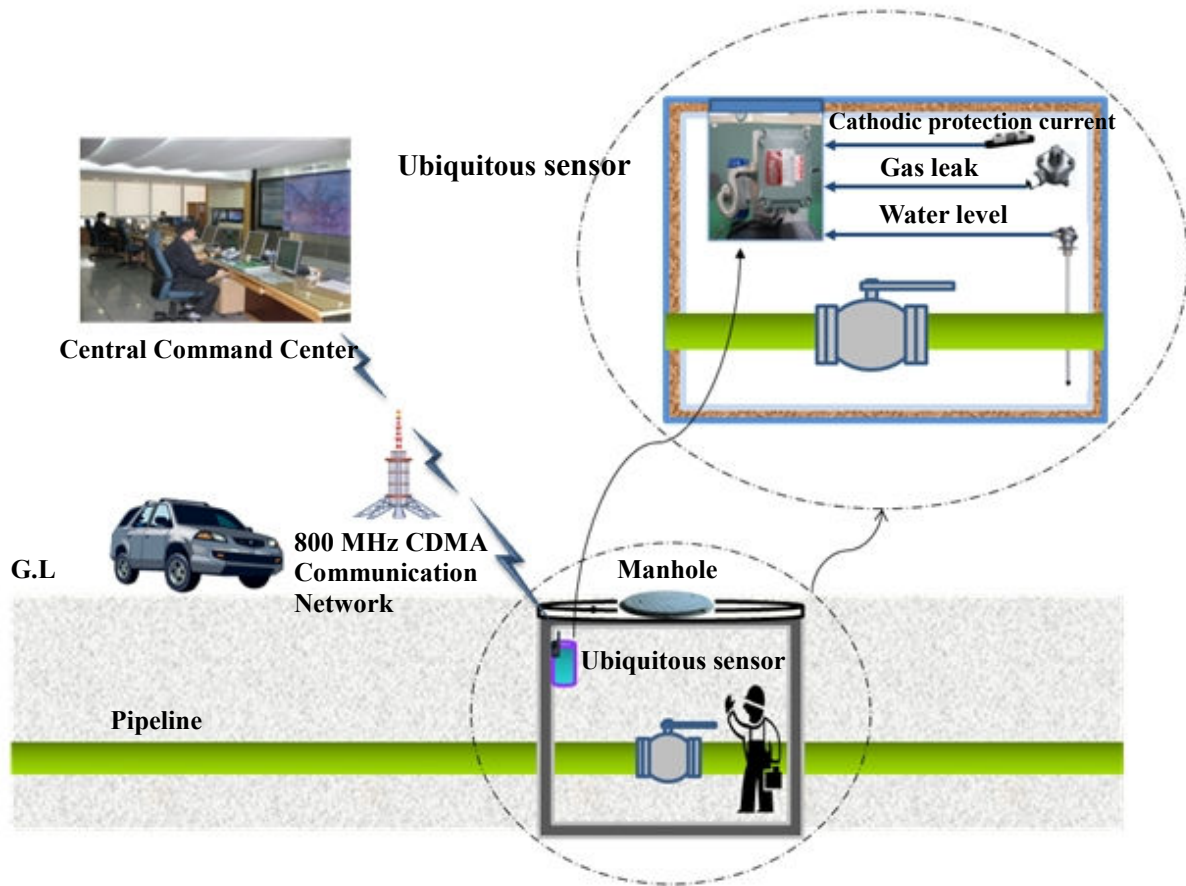 Cathodic protection current
Ubiquitous sensor
Gas leak
Water level
Central Command Center
800 MHz CDMA
Communication
Network
G.L
Manhole
Ubiquitous sensor
Pipeline